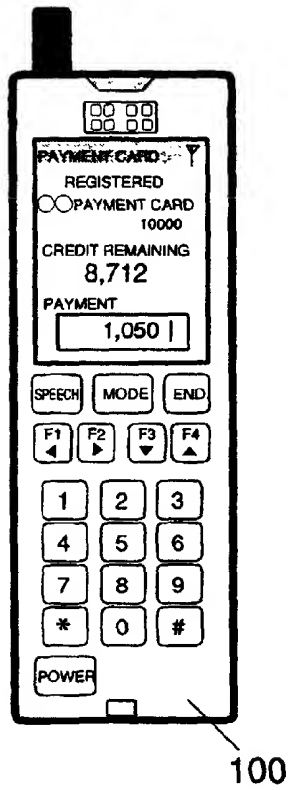 PAYMENT CARD
REGISTERED
○○PAYMENT CARD
10000
CREDIT REMAINING
8,712
PAYMENT
1,050 |
SPEECH MODE END
F1 F2 F3 F4
◀ ▶ ▼ ▲
1 2 3
4 5 6
7 8 9
* 0 #
POWER
100